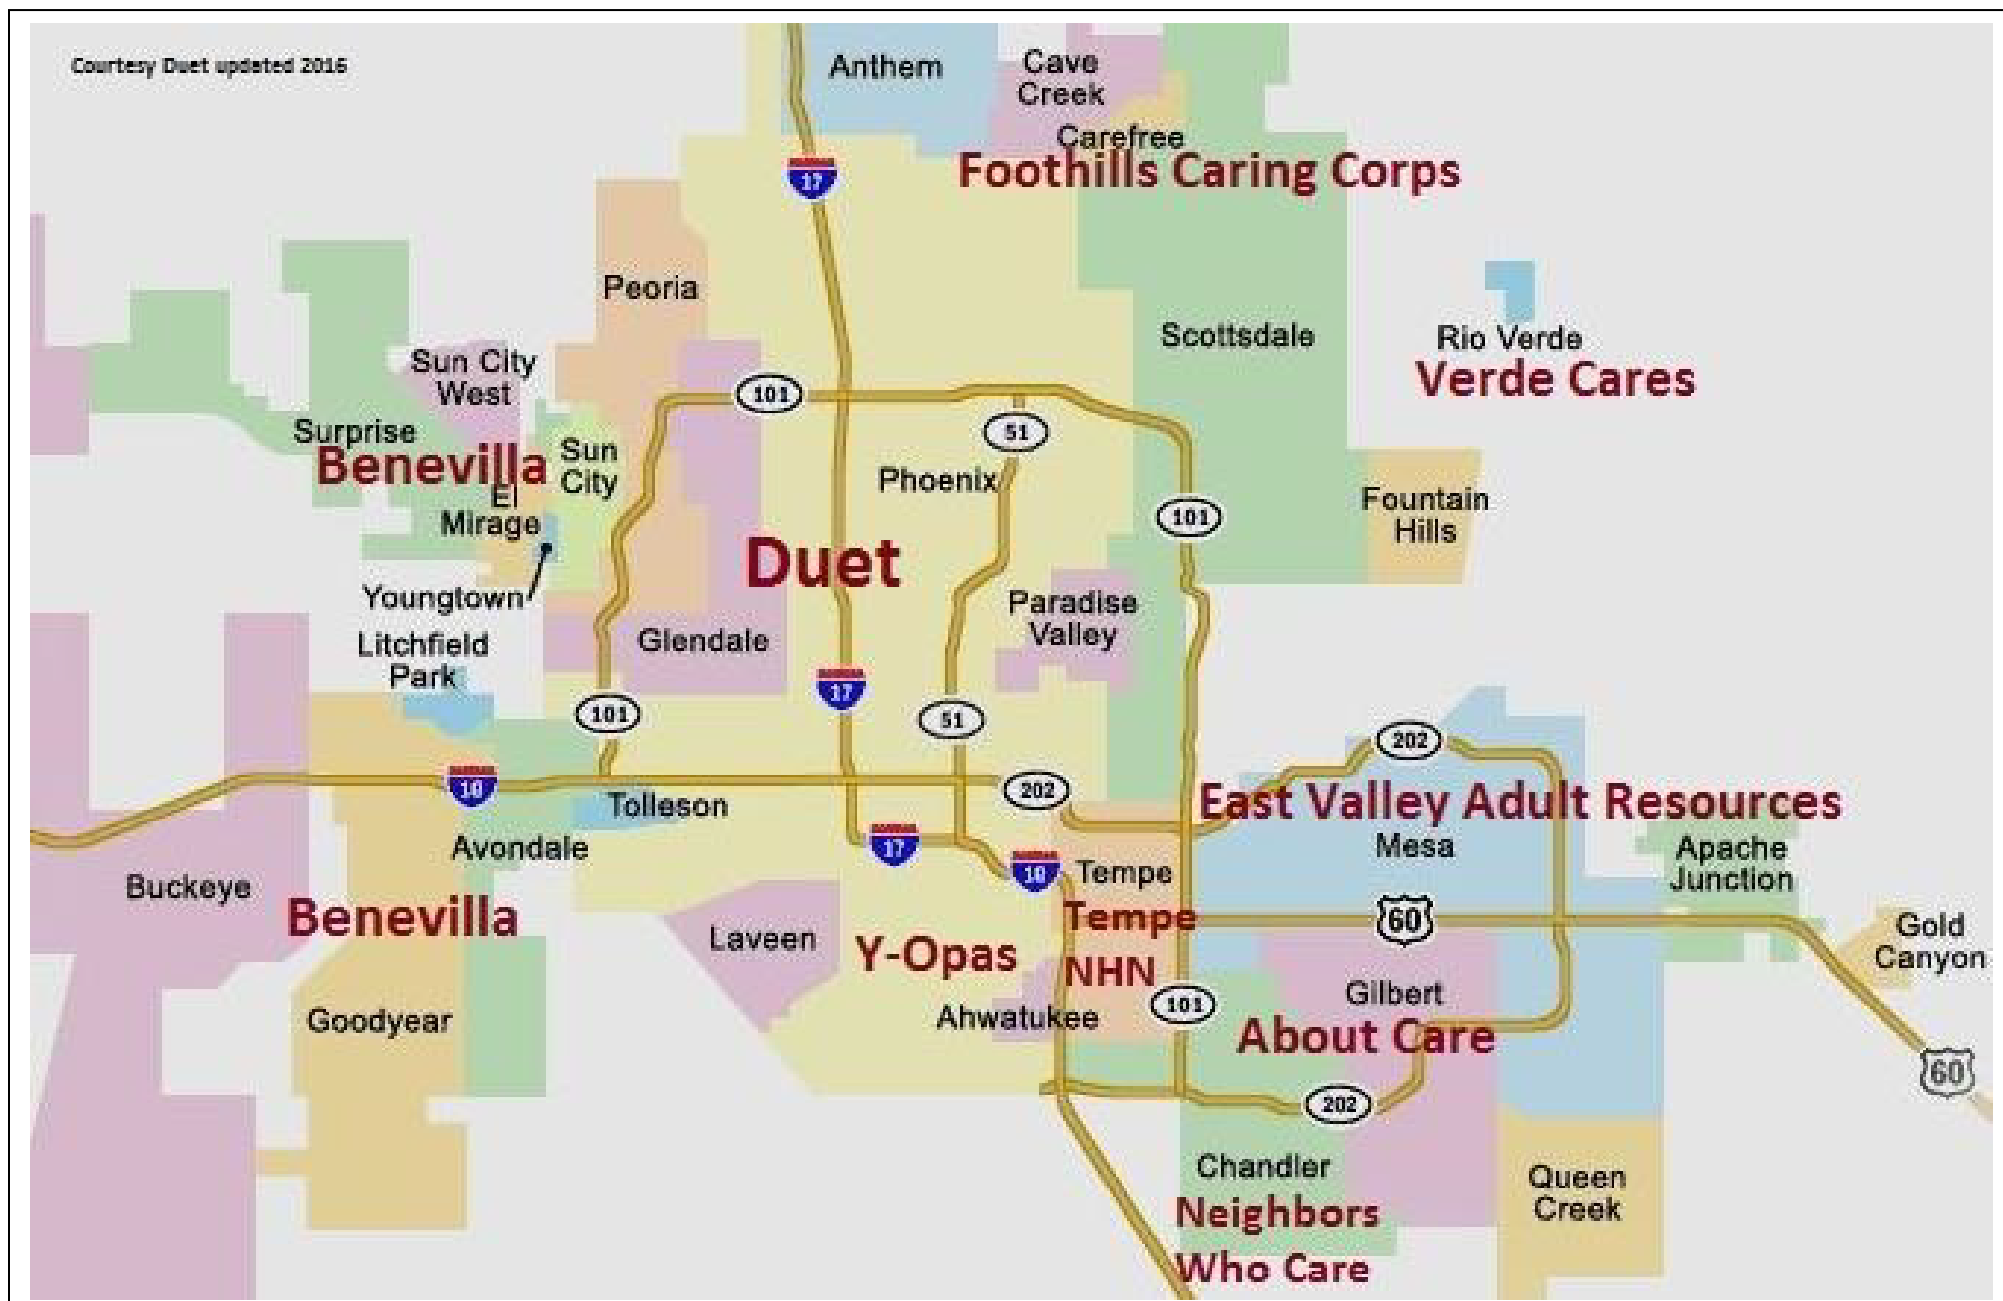 Courtesy Duet updated 2016
Anthem
Cave
Creek
Carefree
Foothills Caring Corps
17
Peoria
Scottsdale
Rio Verde
Verde Cares
Sun City
West
101
51
Surprise
Benevilla
Sun
City
Phoenix
El
Mirage
101
Fountain
Hills
Duet
Youngtown
Paradise
Valley
Litchfield
Park
Glendale
17
101
51
202
10
Tolleson
202
East Valley Adult Resources
Avondale
17
10
Tempe
Mesa
Apache
Junction
Buckeye
Benevilla
Laveen
Y-Opas
Tempe
NHN
60
Gold
Canyon
Goodyear
Ahwatukee
101
Gilbert
About Care
60
202
Chandler
Neighbors
Who Care
Queen
Creek